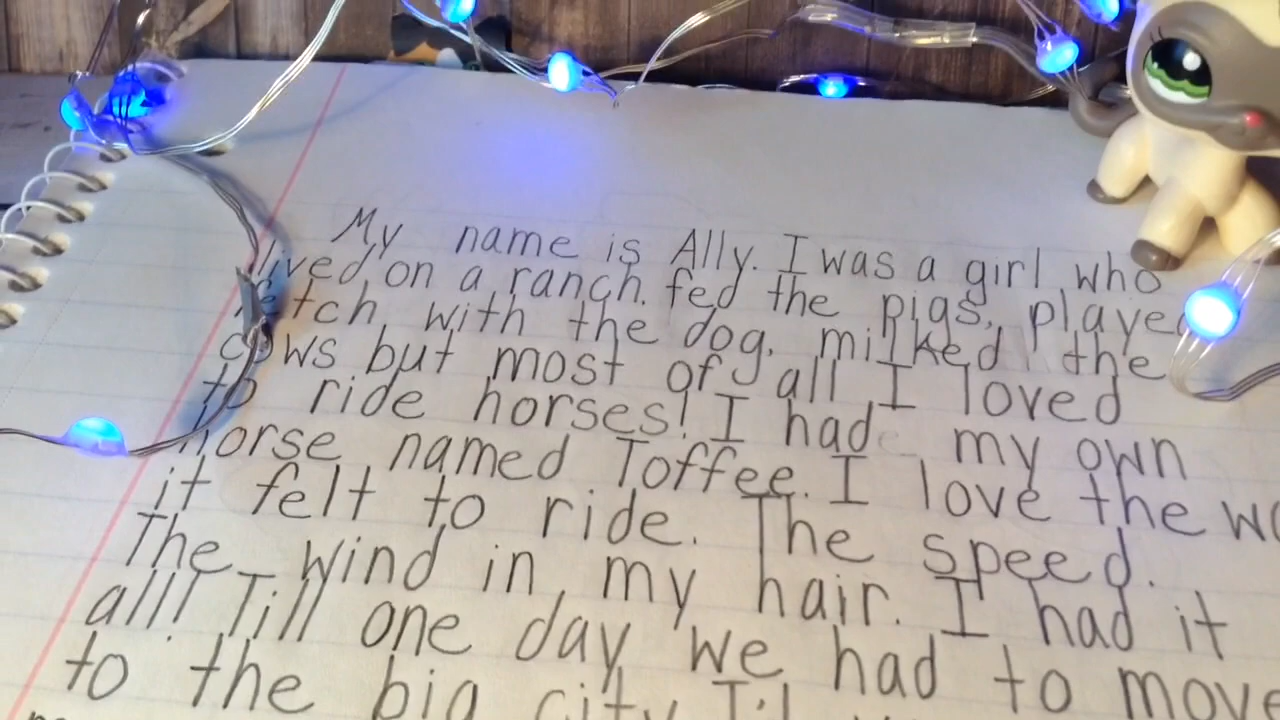 My name is Ally. I was a girl who
lived on a ranch. fed the pigs, played
fetch with the dog, milked the
cows but most of all I loved
to ride horses! I had my own
horse named Toffee. I love the
it felt to ride. The speed.
The wind in my hair. I had it
all! Till one day we had to move
to the big city